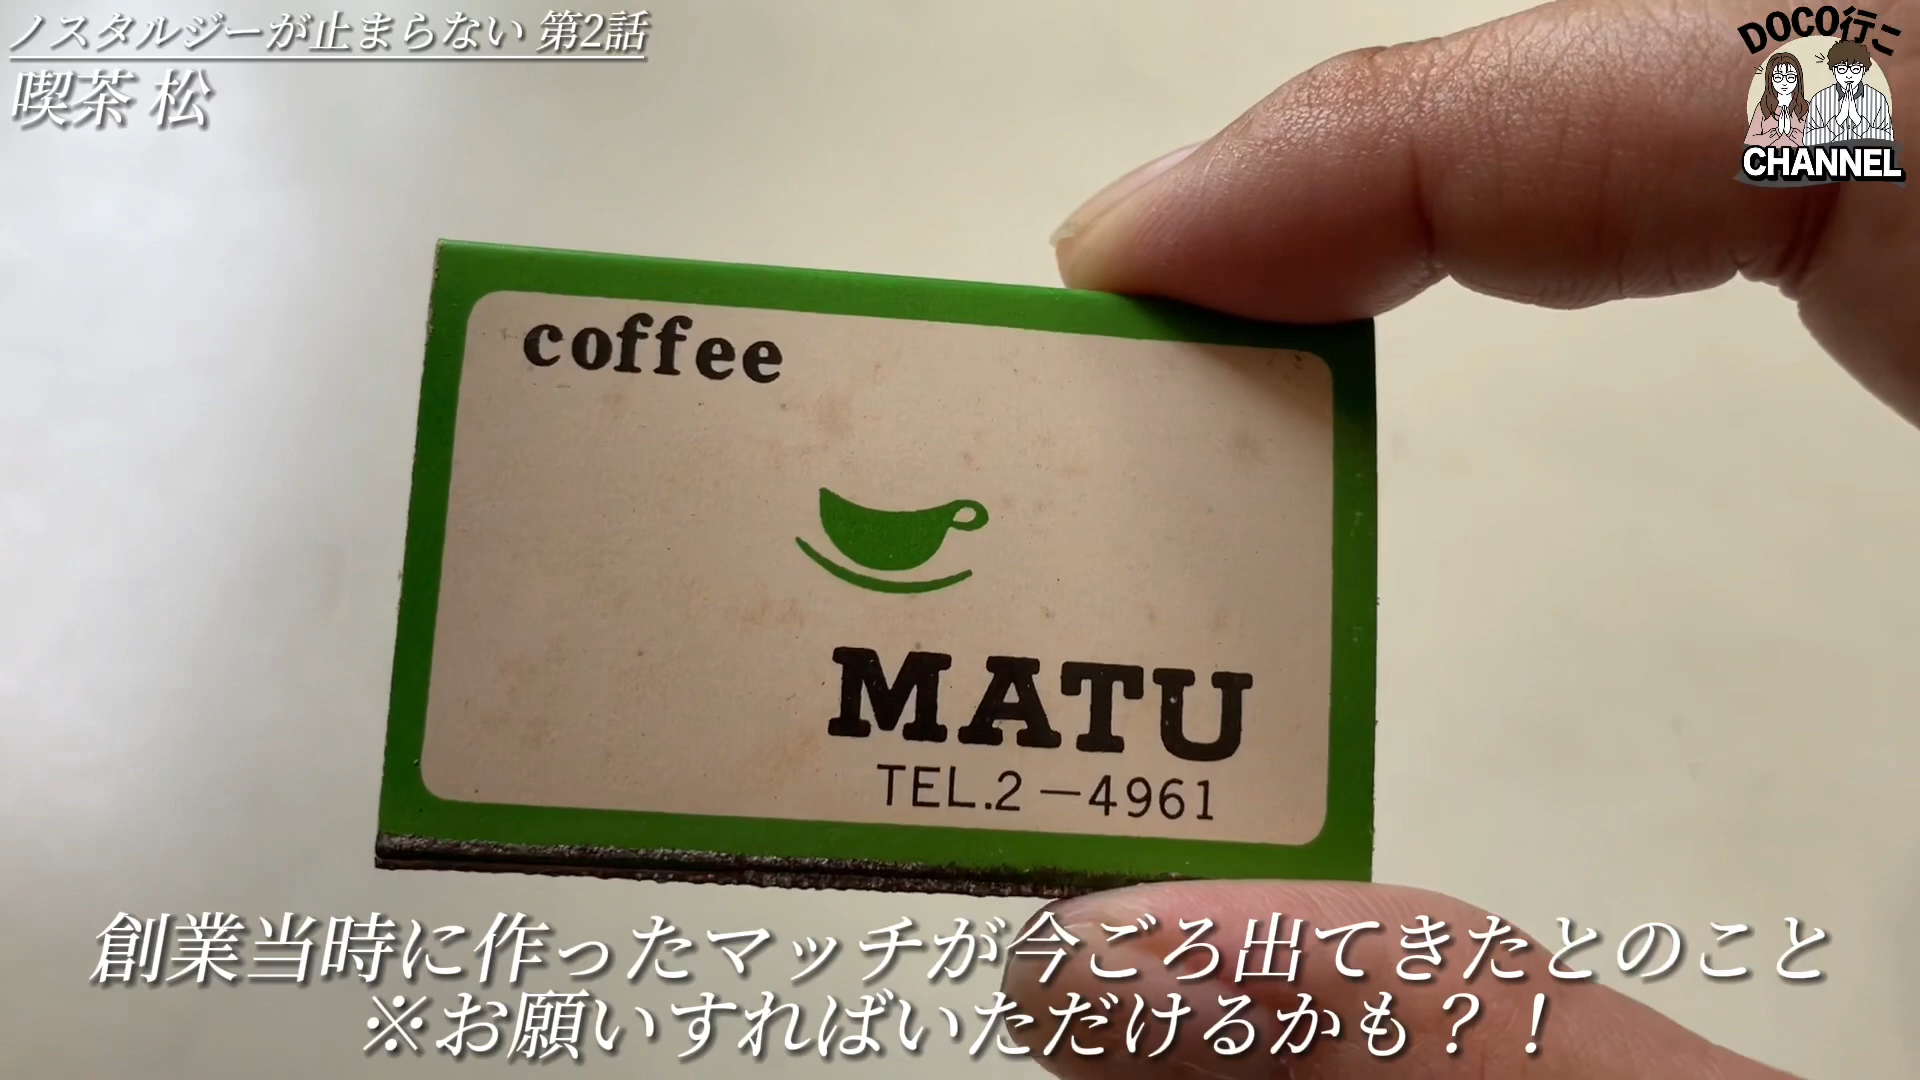 ノスタルジーが止まらない 第2話
喫茶 松
DOCO行こ
CHANNEL
coffee
MATU
TEL.2-4961
創業当時に作ったマッチが今ごろ出てきたとのこと
※お願いすればいただけるかも？！